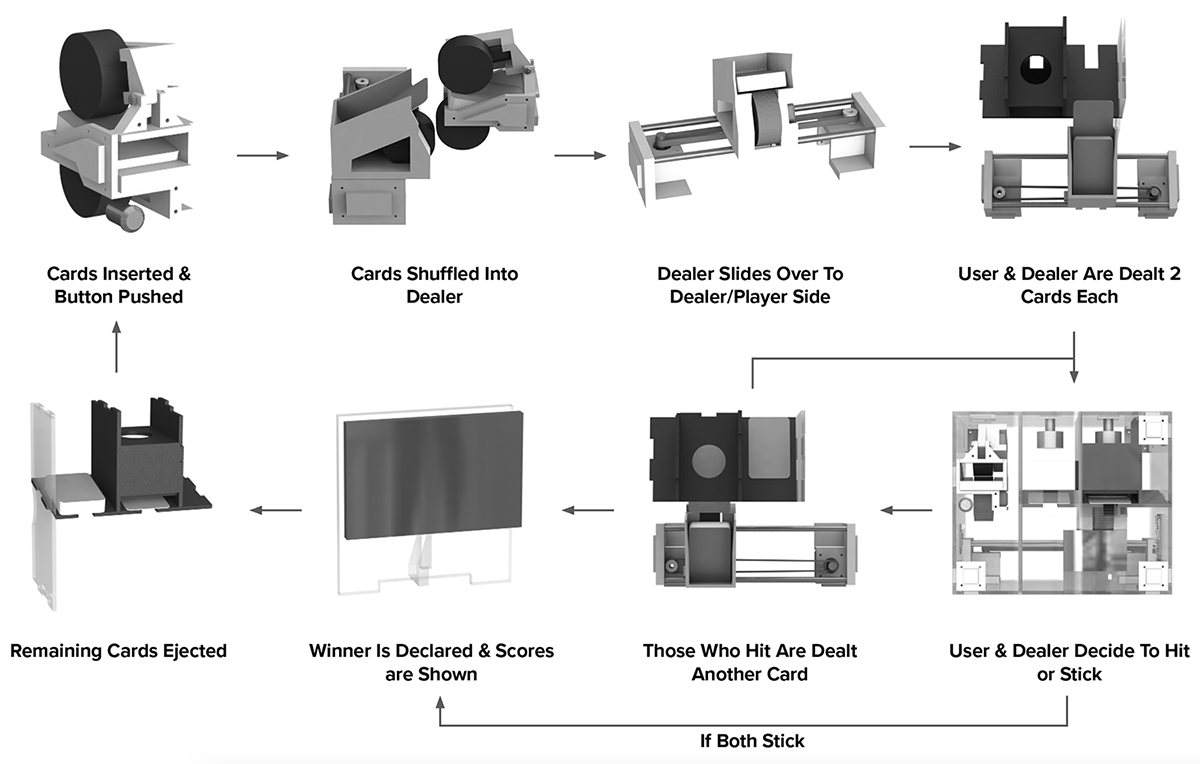 Cards Inserted &
Button Pushed
Cards Shuffled Into
Dealer
Dealer Slides Over To
Dealer/Player Side
User & Dealer Are Dealt 2
Cards Each
Remaining Cards Ejected
Winner Is Declared & Scores
are Shown
Those Who Hit Are Dealt
Another Card
User & Dealer Decide To Hit
or Stick
If Both Stick